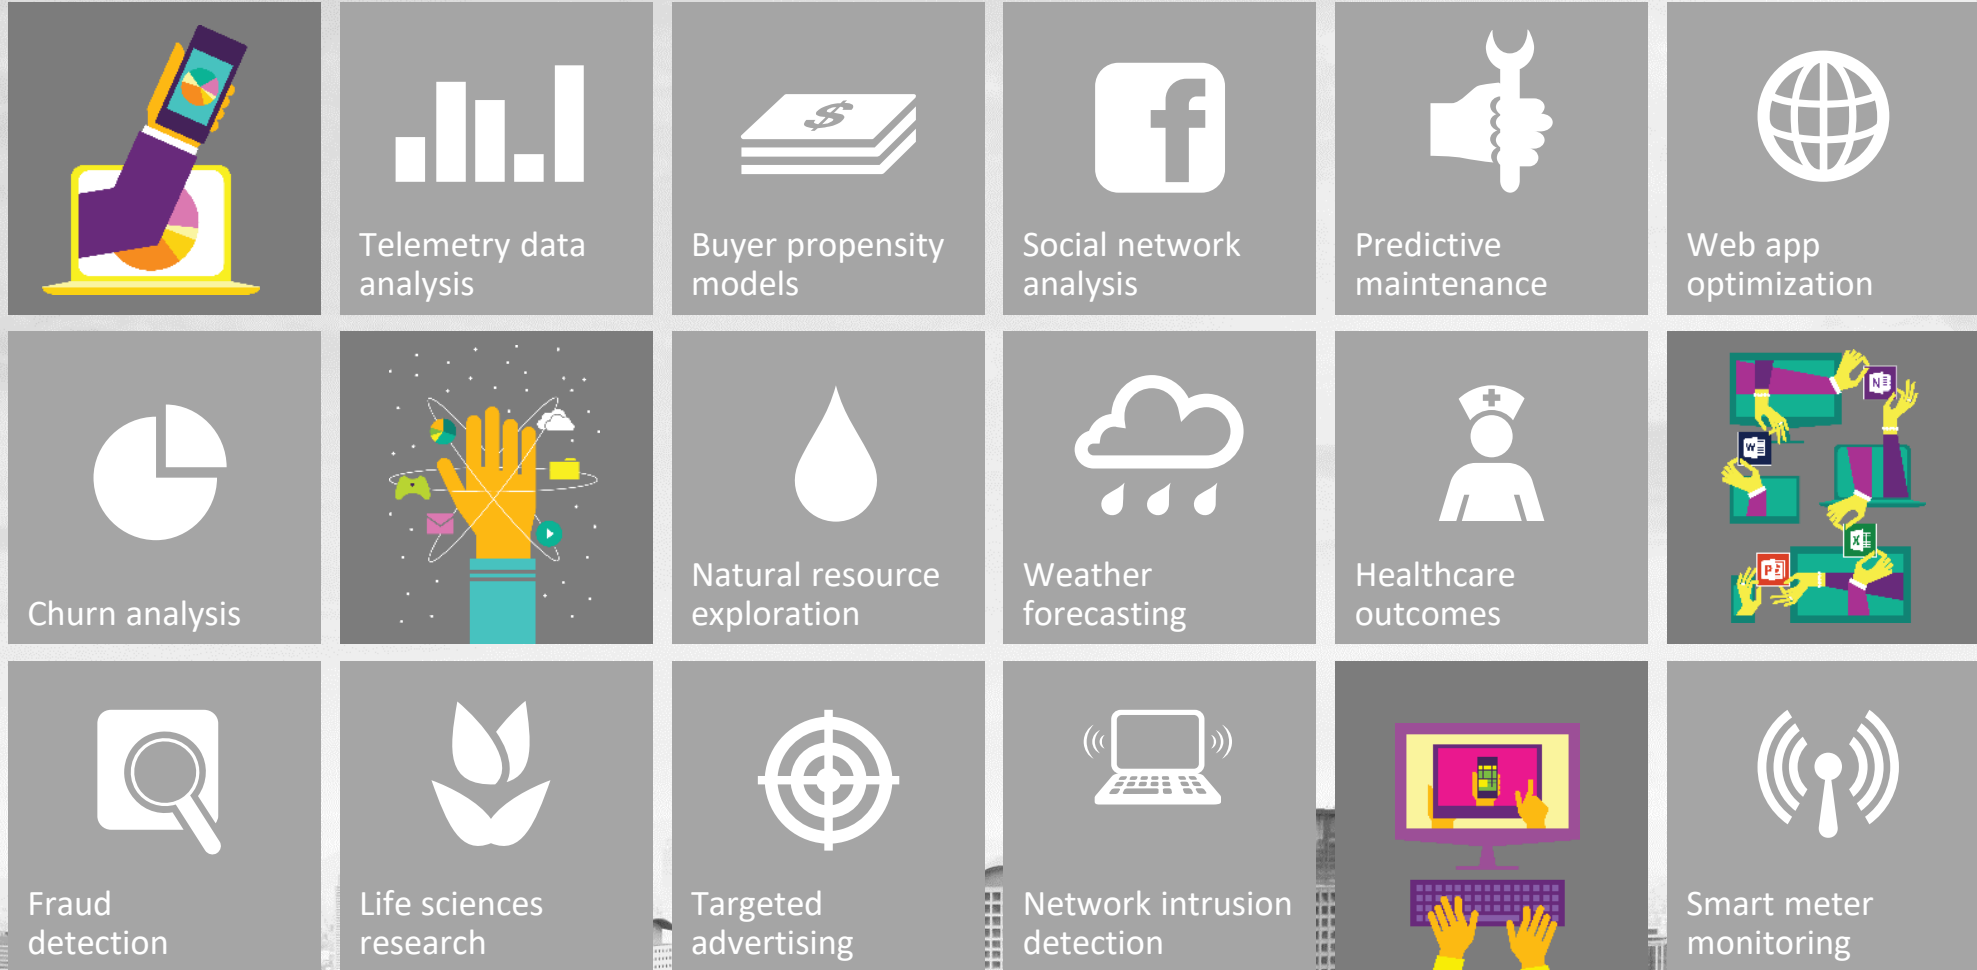 $
f
Telemetry data
analysis
Buyer propensity
models
Social network
analysis
Predictive
maintenance
Web app
optimization
Churn analysis
Natural resource
exploration
Weather
forecasting
Healthcare
outcomes
N
W
X
P
Fraud
detection
Life sciences
research
Targeted
advertising
Network intrusion
detection
Smart meter
monitoring